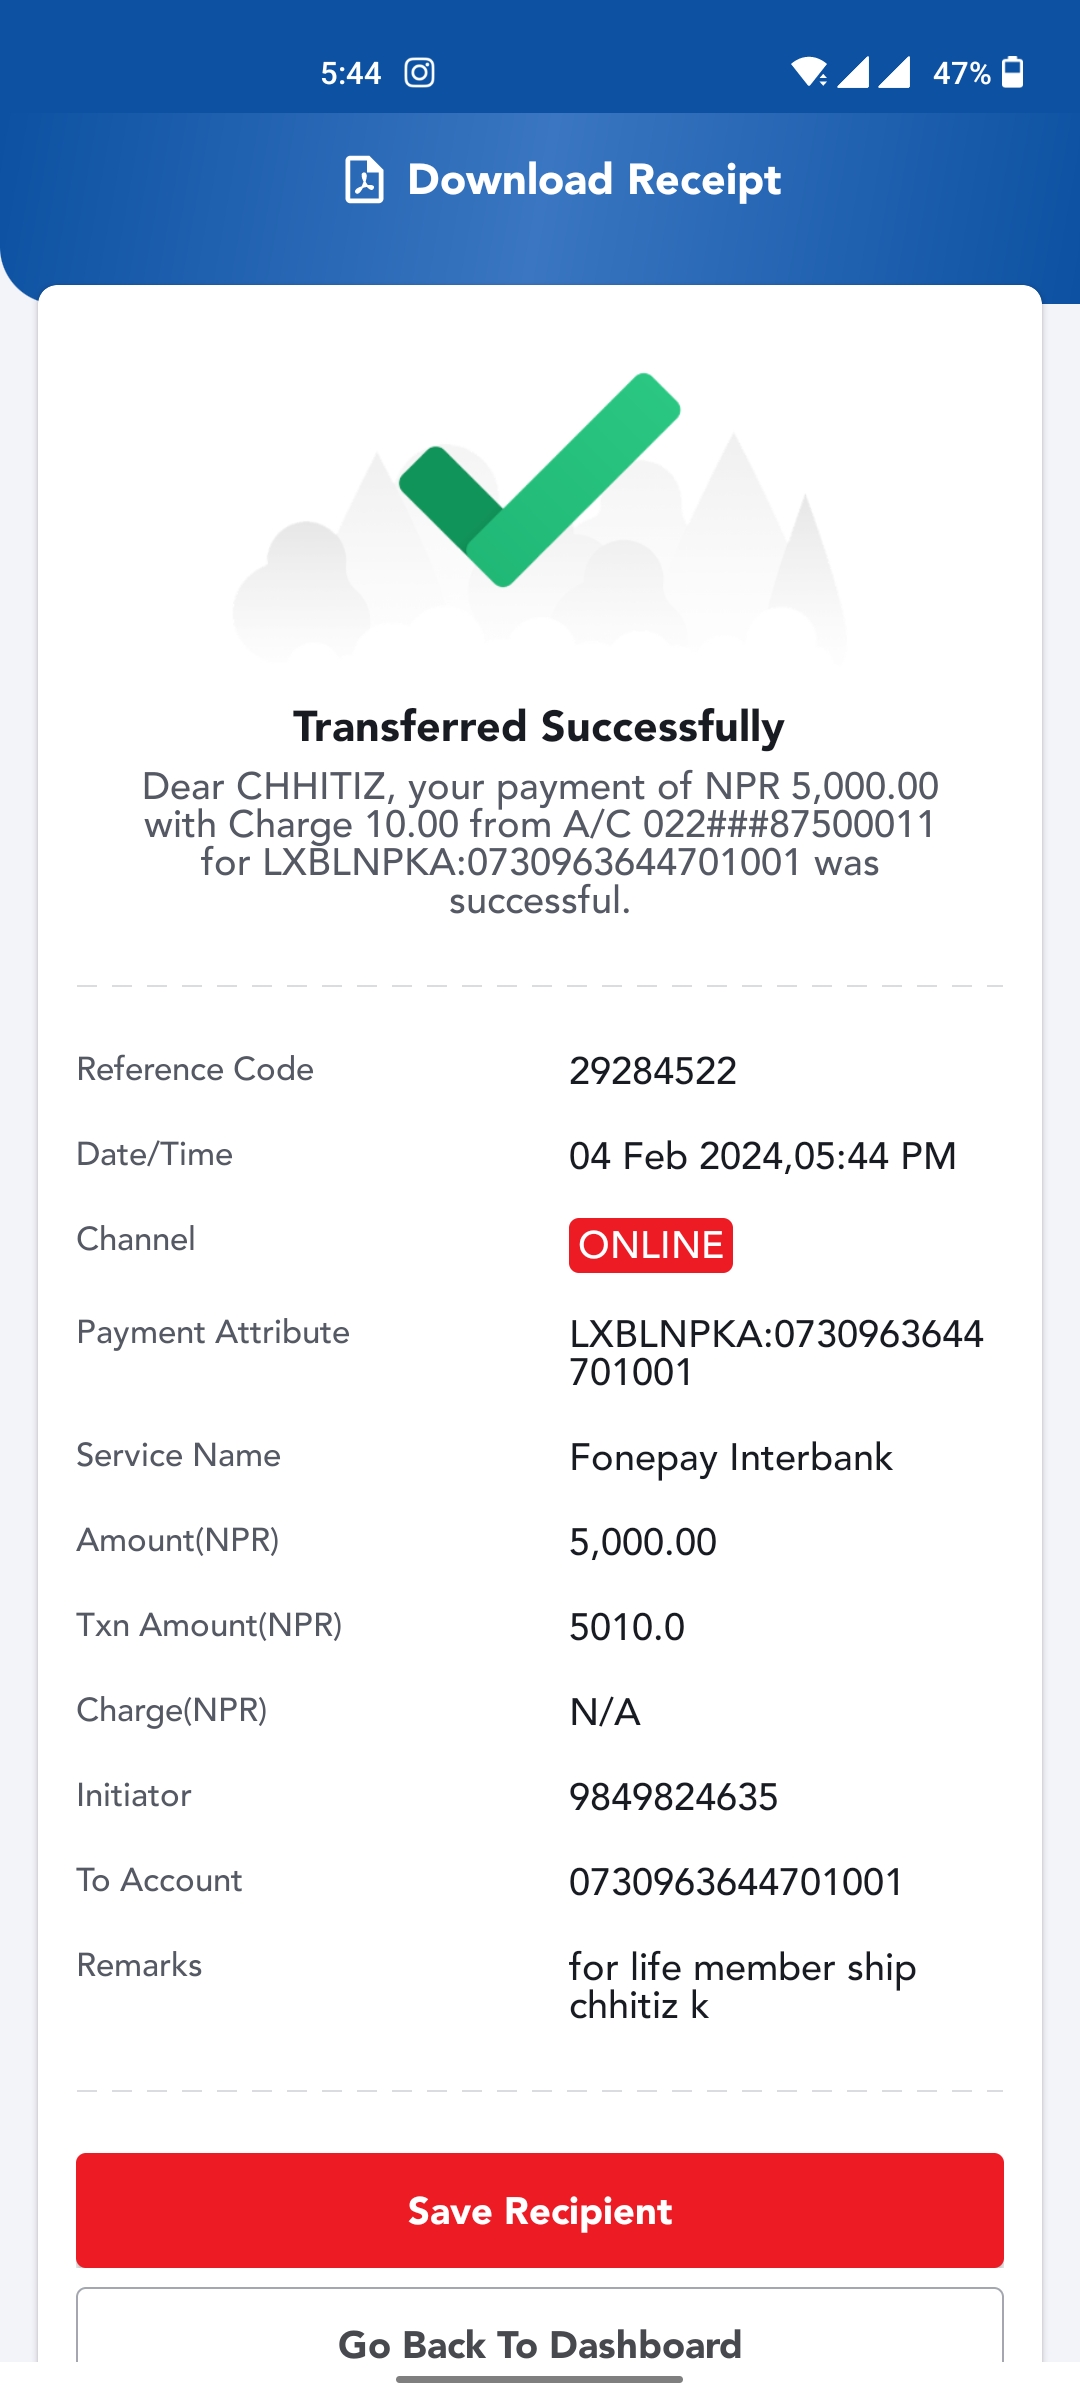 5:44
47%
Download Receipt
Transferred Successfully
Dear CHHITIZ, your payment of NPR 5,000.00
with Charge 10.00 from A/C 022###87500011
for LXBLNPKA:0730963644701001 was
successful.
Reference Code 29284522
Date/Time 04 Feb 2024,05:44 PM
Channel ONLINE
Payment Attribute LXBLNPKA:0730963644
701001
Service Name Fonepay Interbank
Amount(NPR) 5,000.00
Txn Amount(NPR) 5010.0
Charge(NPR) N/A
Initiator 9849824635
To Account 0730963644701001
Remarks for life member ship
chhitiz k
Save Recipient
Go Back To Dashboard